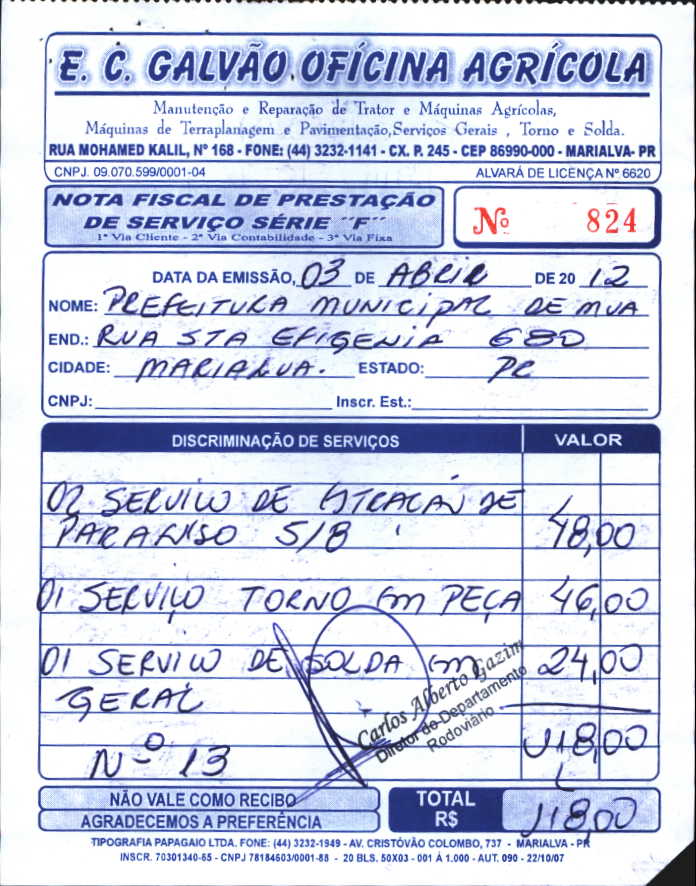 E. C. GALVÃO OFÍCINA AGRÍCOLA
Manutenção e Reparação de Trator e Máquinas Agrícolas,
Máquinas de Terraplanagem e Pavimentação,Serviços Gerais , Torno e Solda.
RUA MOHAMED KALIL, Nº 168 - FONE: (44) 3232-1141 - CX. P. 245 - CEP 86990-000 - MARIALVA- PR
CNPJ. 09.070.599/0001-04 ALVARÁ DE LICENÇA Nº 6620
NOTA FISCAL DE PRESTAÇÃO
DE SERVIÇO SÉRIE "F"
1ª Via Cliente - 2ª Via Contabilidade - 3ª Via Fixa
Nº 824
DATA DA EMISSÃO, 03 DE ABRIL DE 20 12
NOME: PREFEITURA MUNICIPAL DE MVA
END.: RUA STA EFIGENIA 680
CIDADE: MARIALVA. ESTADO: PR
CNPJ: Inscr. Est.:
DISCRIMINAÇÃO DE SERVIÇOS VALOR
02 SERVIÇO DE DE
PARAFUSO 5/8 48,00
01 SERVIÇO TORNO EM PEÇA 46,00
01 SERVIÇO DE SOLDA EM 24,00
GERAL
Carlos Alberto Gazim
Diretor de Departamento
Rodoviário
118,00
Nº 13
NÃO VALE COMO RECIBO
AGRADECEMOS A PREFERÊNCIA
TOTAL
R$ 118,00
TIPOGRAFIA PAPAGAIO LTDA. FONE: (44) 3232-1949 - AV. CRISTÓVÃO COLOMBO, 737 - MARIALVA - PR
INSCR. 70301340-65 - CNPJ 78184603/0001-88 - 20 BLS. 50X03 - 001 À 1.000 - AUT. 090 - 22/10/07